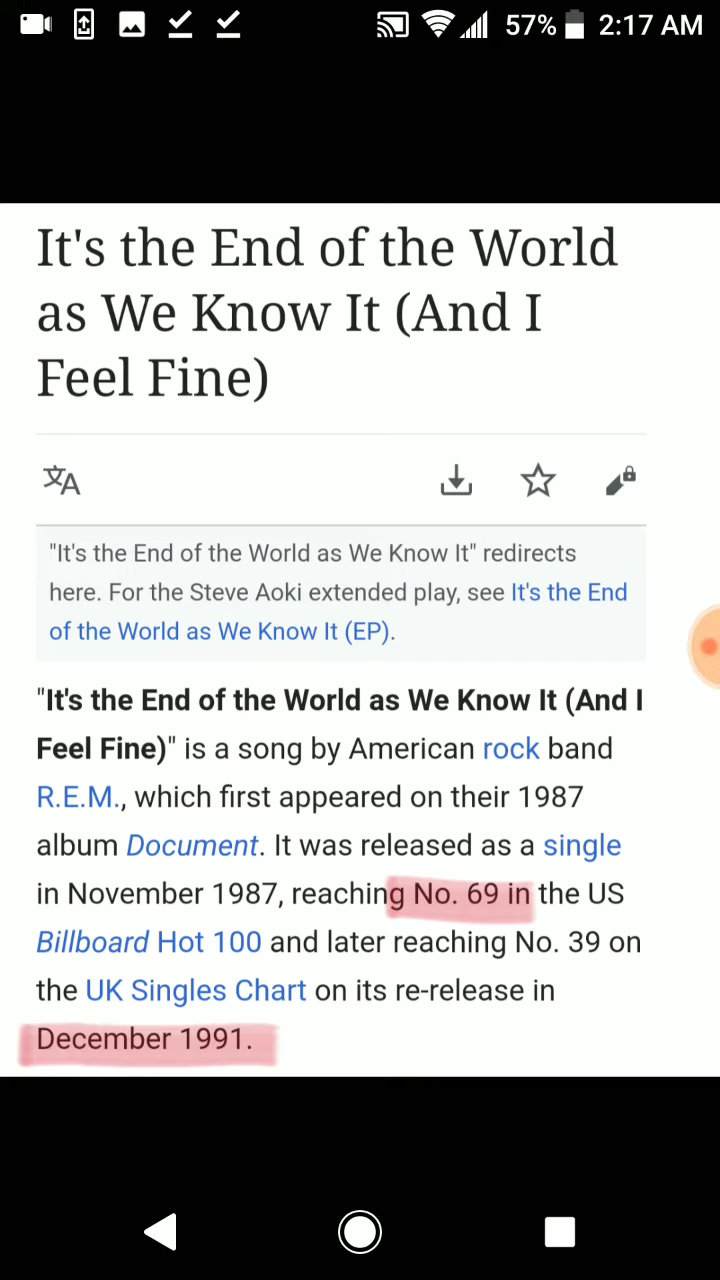 57% 2:17 AM
It's the End of the World
as We Know It (And I
Feel Fine)
文A
"It's the End of the World as We Know It" redirects
here. For the Steve Aoki extended play, see It's the End
of the World as We Know It (EP).
"It's the End of the World as We Know It (And I
Feel Fine)" is a song by American rock band
R.E.M., which first appeared on their 1987
album Document. It was released as a single
in November 1987, reaching No. 69 in the US
Billboard Hot 100 and later reaching No. 39 on
the UK Singles Chart on its re-release in
December 1991.